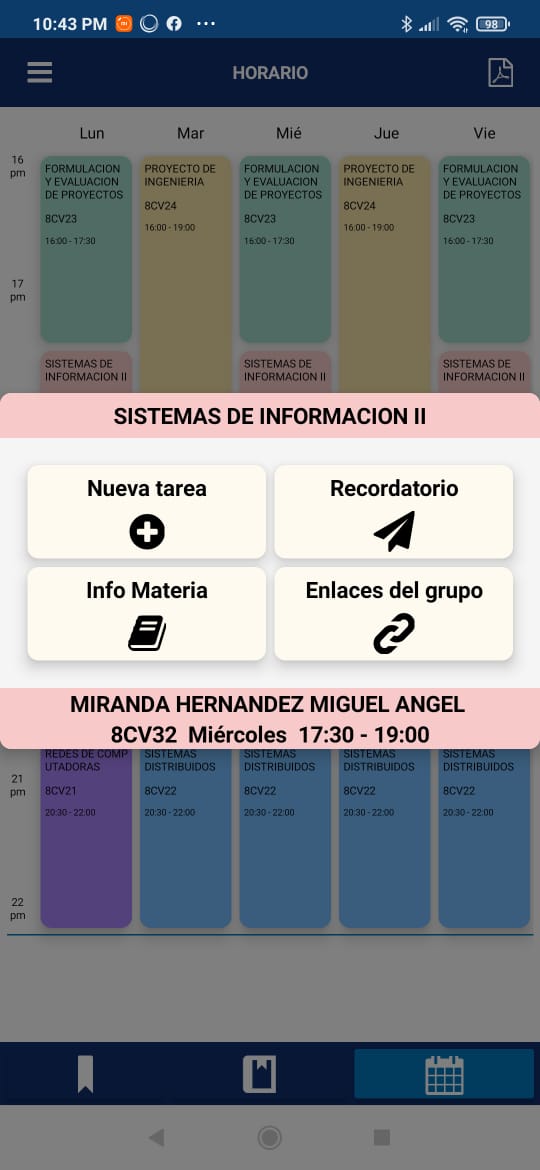 10:43 PM
98
HORARIO
Lun Mar Mié Jue Vie
16
pm
FORMULACION
Y EVALUACION
DE PROYECTOS
8CV23
16:00 - 17:30
PROYECTO DE
INGENIERIA
8CV24
16:00 - 19:00
FORMULACION
Y EVALUACION
DE PROYECTOS
8CV23
16:00 - 17:30
PROYECTO DE
INGENIERIA
8CV24
16:00 - 19:00
FORMULACION
Y EVALUACION
DE PROYECTOS
8CV23
16:00 - 17:30
17
pm
SISTEMAS DE
INFORMACION II
SISTEMAS DE
INFORMACION II
SISTEMAS DE
INFORMACION II
SISTEMAS DE INFORMACION II
Nueva tarea
Recordatorio
Info Materia
Enlaces del grupo
MIRANDA HERNANDEZ MIGUEL ANGEL
8CV32 Miércoles 17:30 - 19:00
21
pm
REDES DE COMP
UTADORAS
8CV21
20:30 - 22:00
SISTEMAS
DISTRIBUIDOS
8CV22
20:30 - 22:00
SISTEMAS
DISTRIBUIDOS
8CV22
20:30 - 22:00
SISTEMAS
DISTRIBUIDOS
8CV22
20:30 - 22:00
SISTEMAS
DISTRIBUIDOS
8CV22
20:30 - 22:00
22
pm